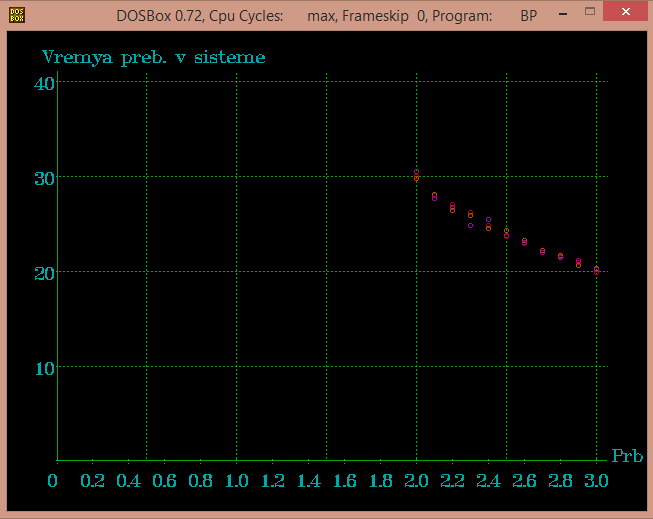 DOS BOX
DOSBox 0.72, Cpu Cycles: max, Frameskip 0, Program: BP
Vremya preb. v sisteme
40
30
20
10
Prb
0 0.2 0.4 0.6 0.8 1.0 1.2 1.4 1.6 1.8 2.0 2.2 2.4 2.6 2.8 3.0